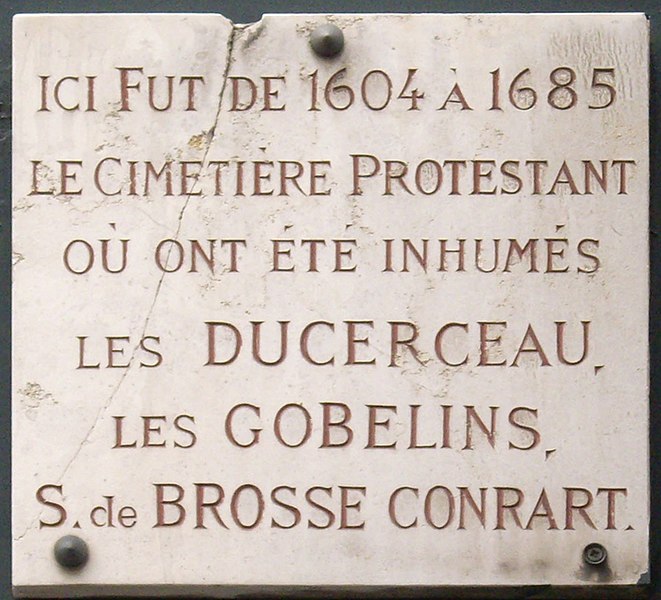 ICI FUT DE 1604 À 1685
LE CIMETIÈRE PROTESTANT
OÙ ONT ÉTÉ INHUMÉS
LES DUCERCEAU,
LES GOBELINS,
S. de BROSSE CONRART.